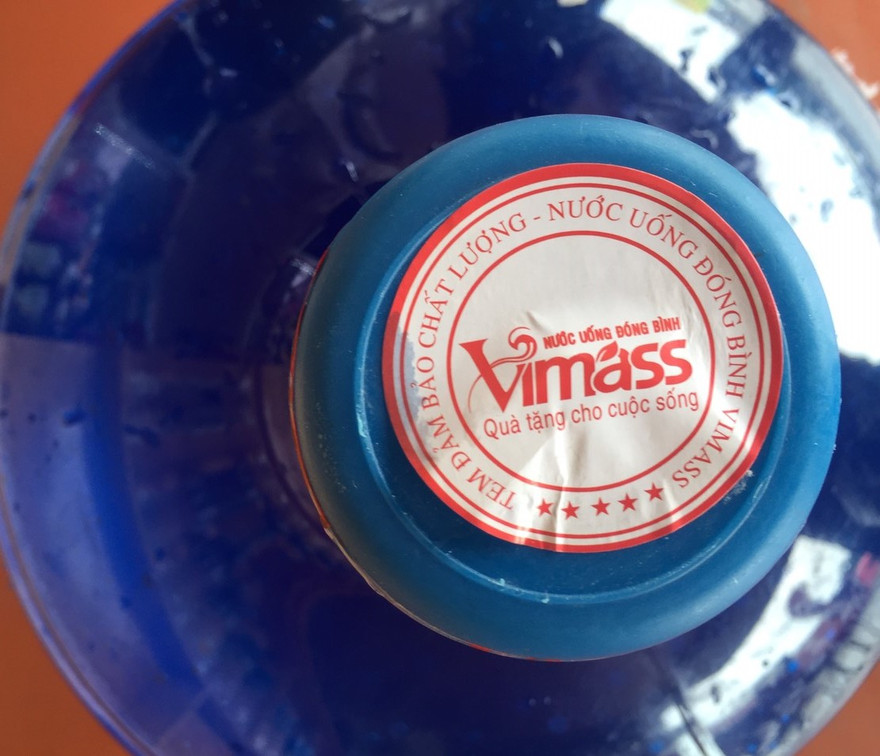 TEM ĐẢM BẢO CHẤT LƯỢNG - NƯỚC UỐNG ĐÓNG BÌNH VIMASS
NƯỚC UỐNG ĐÓNG BÌNH
Vimass
Quà tặng cho cuộc sống